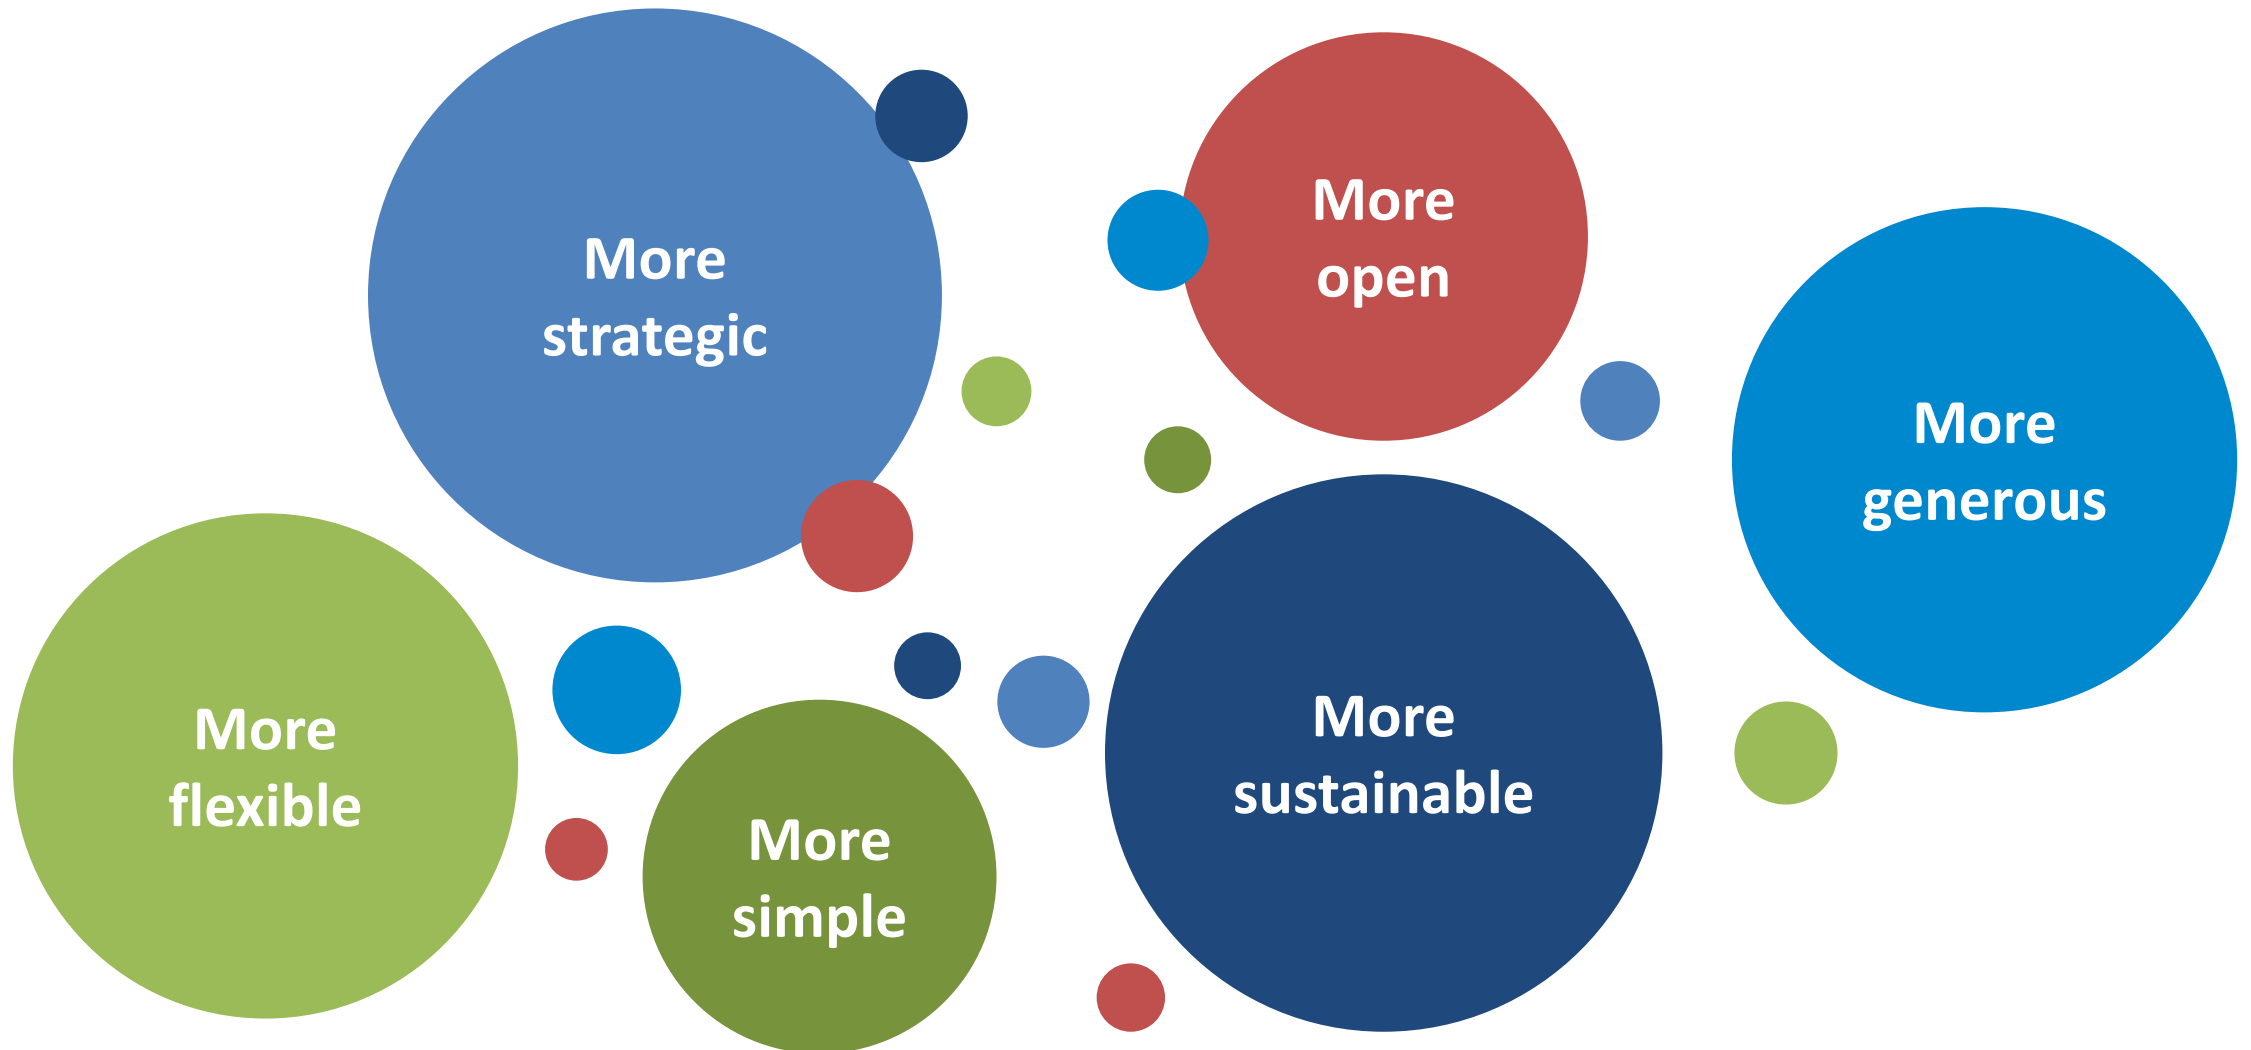 More
strategic
More
open
More
generous
More
flexible
More
simple
More
sustainable